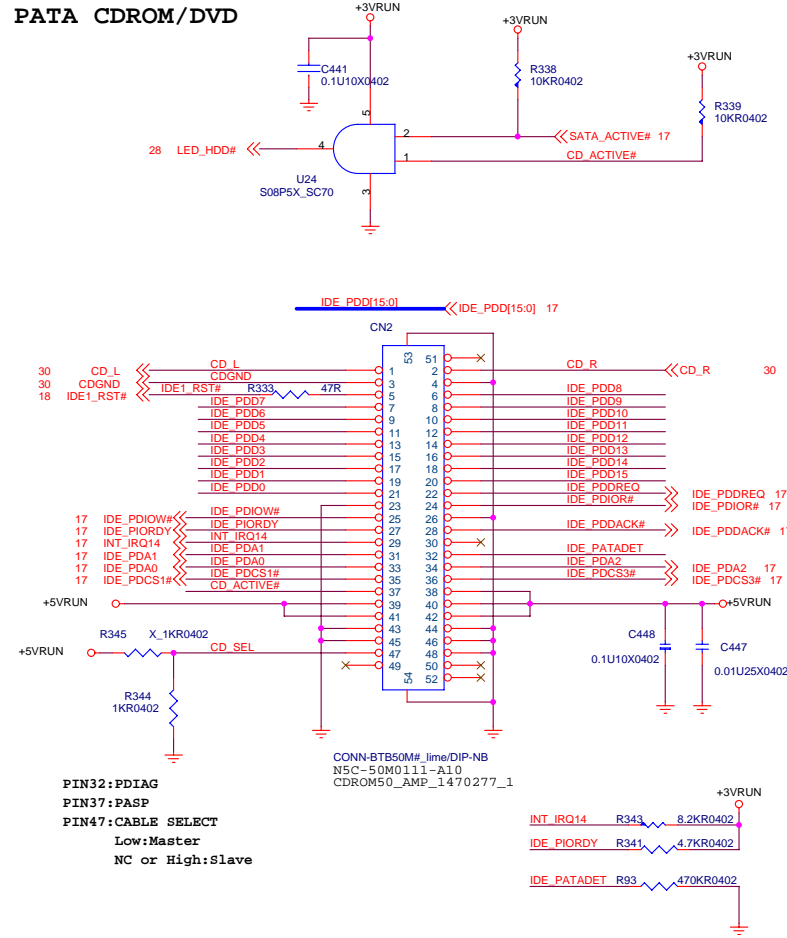 PATA CDROM/DVD
+3VRUN
+3VRUN
+3VRUN
C441
0.1U10X0402
R338
10KR0402
R339
10KR0402
5
28 LED_HDD# 4
2 SATA_ACTIVE# 17
1 CD_ACTIVE#
U24
S08P5X_SC70
3
IDE_PDD[15:0] IDE_PDD[15:0] 17
CN2
53 51
30 CD_L CD_L 1 2 CD_R CD_R 30
30 CDGND CDGND 3 4
18 IDE1_RST# IDE1_RST# R333 47R 5 6 IDE_PDD8
IDE_PDD7 7 8 IDE_PDD9
IDE_PDD6 9 10 IDE_PDD10
IDE_PDD5 11 12 IDE_PDD11
IDE_PDD4 13 14 IDE_PDD12
IDE_PDD3 15 16 IDE_PDD13
IDE_PDD2 17 18 IDE_PDD14
IDE_PDD1 19 20 IDE_PDD15
IDE_PDD0 21 22 IDE_PDDREQ IDE_PDDREQ 17
23 24 IDE_PDIOR# IDE_PDIOR# 17
17 IDE_PDIOW# IDE_PDIOW# 25 26
17 IDE_PIORDY IDE_PIORDY 27 28 IDE_PDDACK# IDE_PDDACK# 1
17 INT_IRQ14 INT_IRQ14 29 30
17 IDE_PDA1 IDE_PDA1 31 32 IDE_PATADET
17 IDE_PDA0 IDE_PDA0 33 34 IDE_PDA2 IDE_PDA2 17
17 IDE_PDCS1# IDE_PDCS1# 35 36 IDE_PDCS3# IDE_PDCS3# 17
CD_ACTIVE# 37 38
+5VRUN 39 40 +5VRUN
41 42
43 44
45 46
+5VRUN R345 X_1KR0402 CD_SEL 47 48
49 50
54 52
R344
1KR0402
C448
0.1U10X0402
C447
0.01U25X0402
CONN-BTB50M#_lime/DIP-NB
N5C-50M0111-A10
CDROM50_AMP_1470277_1
PIN32:PDIAG
PIN37:PASP
PIN47:CABLE SELECT
Low:Master
NC or High:Slave
+3VRUN
INT_IRQ14 R343 8.2KR0402
IDE_PIORDY R341 4.7KR0402
IDE_PATADET R93 470KR0402